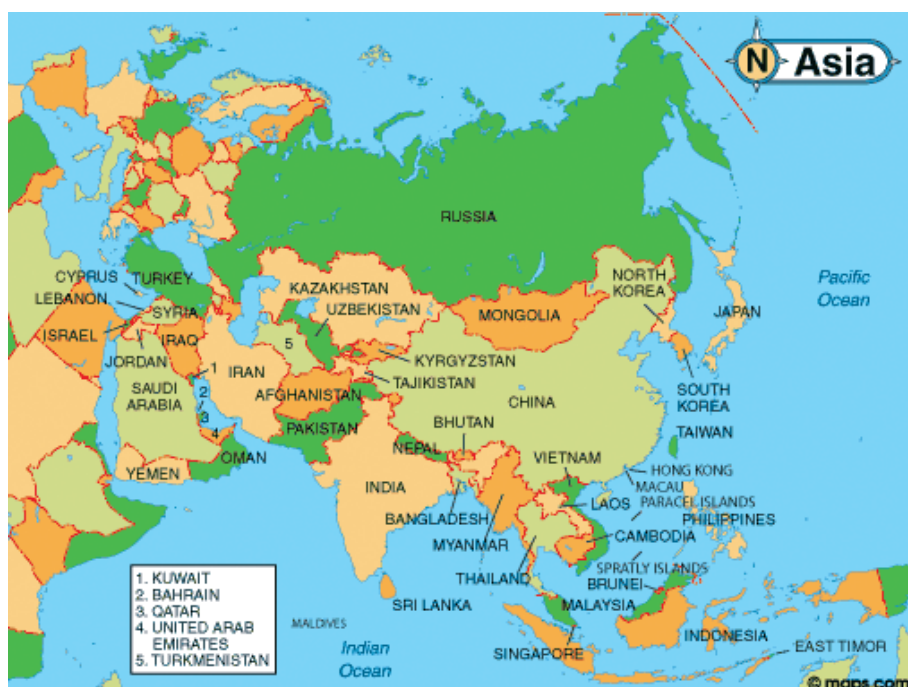 N Asia
RUSSIA
CYPRUS
TURKEY
LEBANON
SYRIA
ISRAEL
IRAQ
JORDAN
SAUDI
ARABIA
YEMEN
OMAN
1
2
3
4
IRAN
5
KAZAKHSTAN
UZBEKISTAN
KYRGYZSTAN
TAJIKISTAN
AFGHANISTAN
PAKISTAN
MONGOLIA
CHINA
NORTH
KOREA
JAPAN
SOUTH
KOREA
TAIWAN
Pacific
Ocean
BHUTAN
NEPAL
INDIA
BANGLADESH
MYANMAR
VIETNAM
LAOS
HONG KONG
MACAU
PARACEL ISLANDS
PHILIPPINES
CAMBODIA
THAILAND
SPRATLY ISLANDS
BRUNEI
MALAYSIA
SRI LANKA
MALDIVES
SINGAPORE
INDONESIA
EAST TIMOR
Indian
Ocean
1. KUWAIT
2. BAHRAIN
3. QATAR
4. UNITED ARAB
EMIRATES
5. TURKMENISTAN
© maps.com